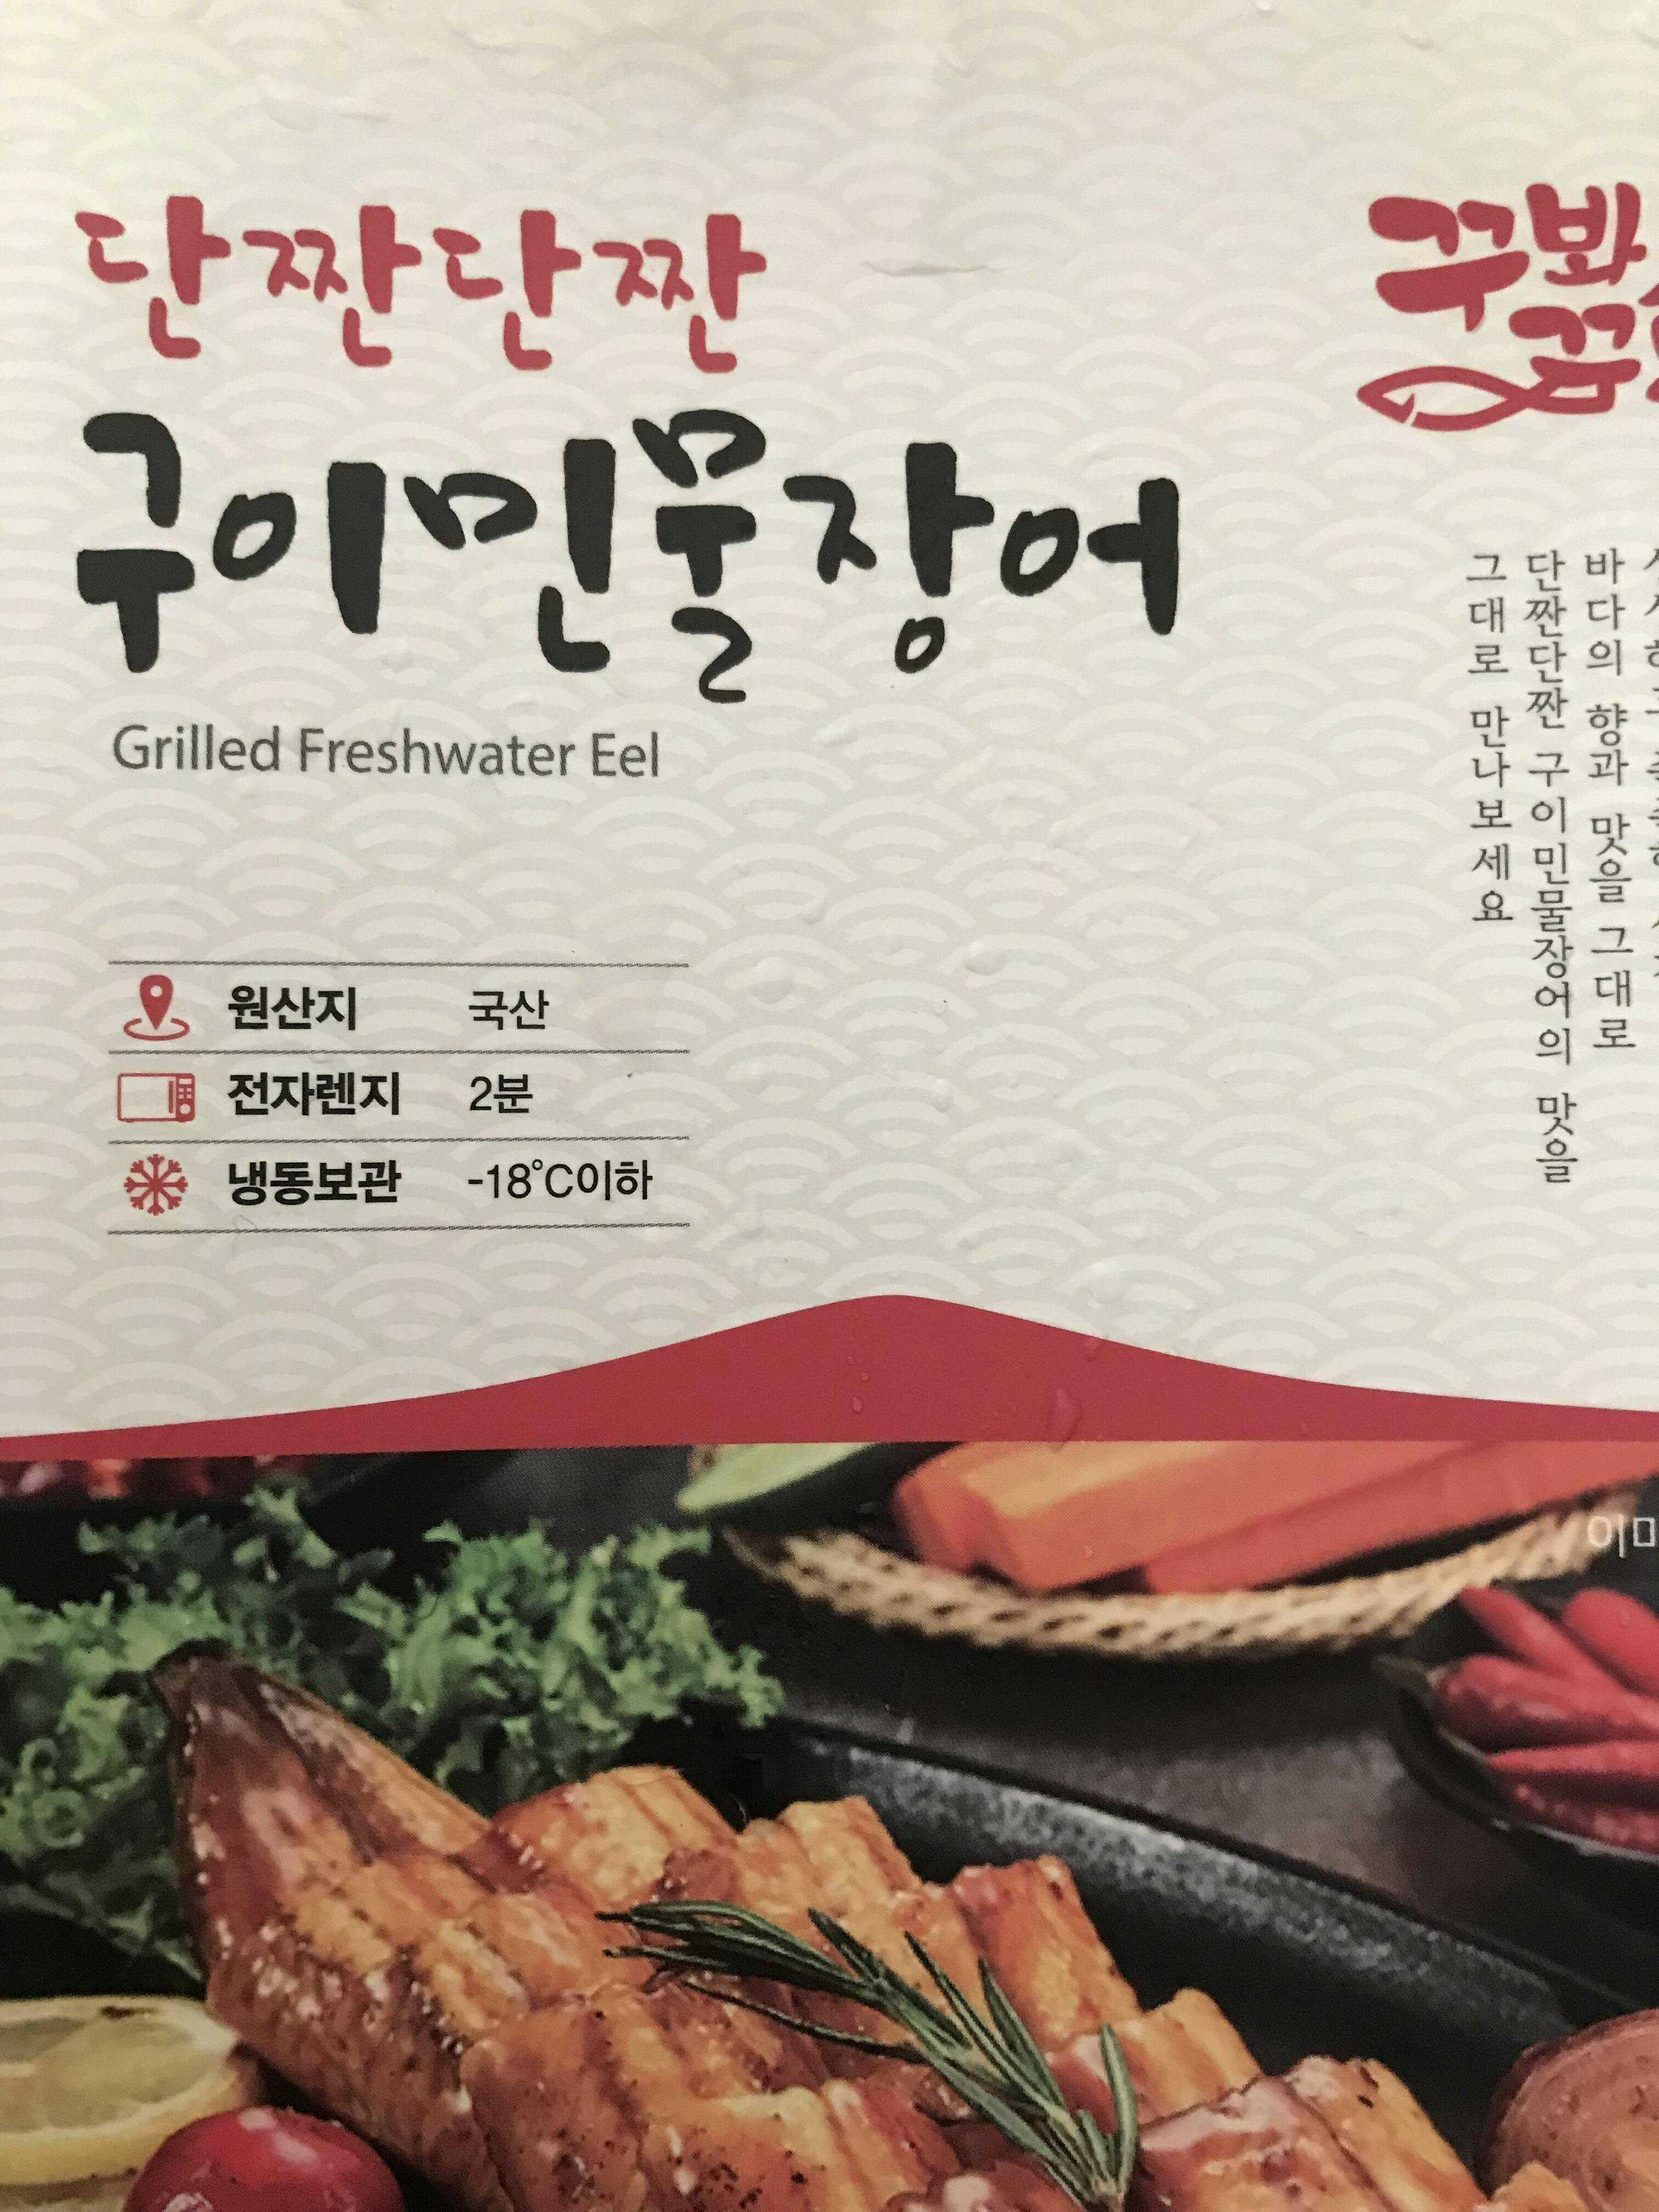 단짠단짠
구이민물장어
Grilled Freshwater Eel
원산지 국산
전자렌지 2분
냉동보관 -18°C이하
꾸봐
바다의 향과 맛을 그대로
단짠단짠 구이민물장어의 맛을
그대로 만나보세요